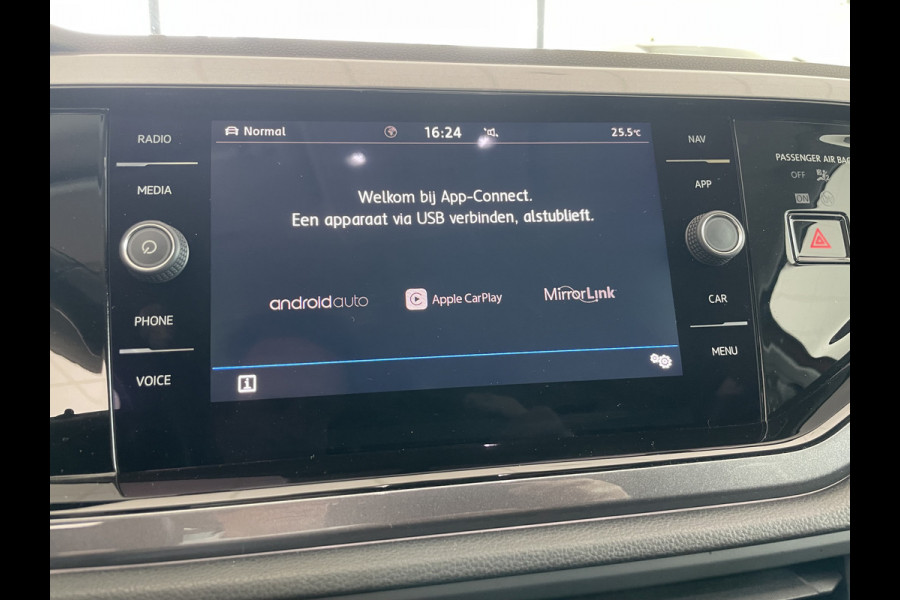 RADIO
MEDIA
PHONE
VOICE
Normal
16:24
25.5°C
Welkom bij App-Connect.
Een apparaat via USB verbinden, alstublieft.
androidauto
Apple CarPlay
MirrorLink
i
NAV
APP
CAR
MENU
PASSENGER AIR BAG
OFF